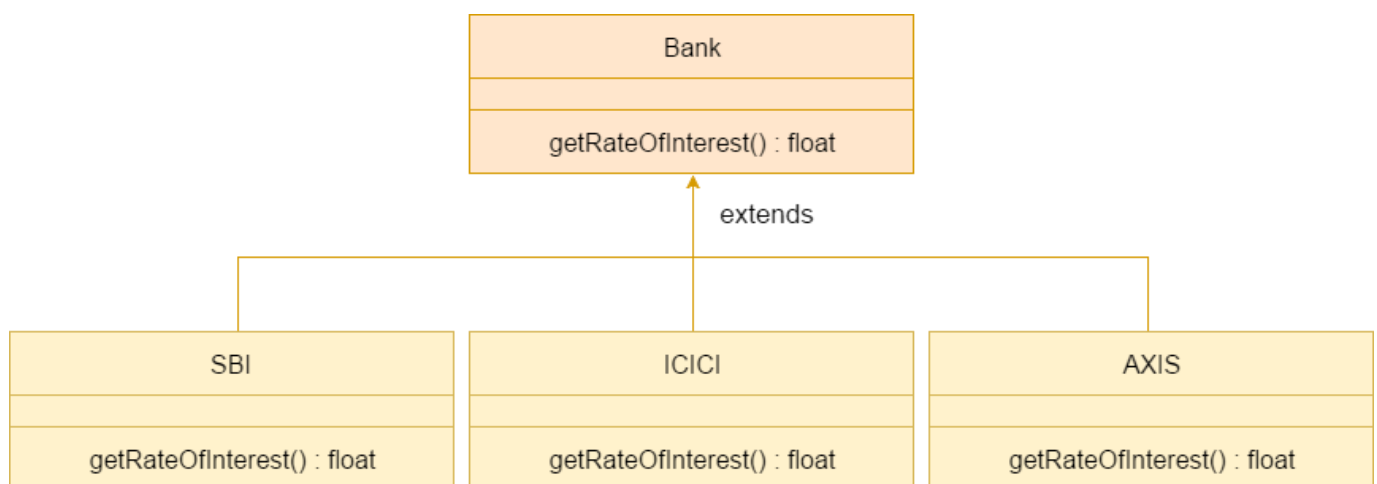 Bank
getRateOfInterest() : float
extends
SBI
ICICI
AXIS
getRateOfInterest() : float
getRateOfInterest() : float
getRateOfInterest() : float